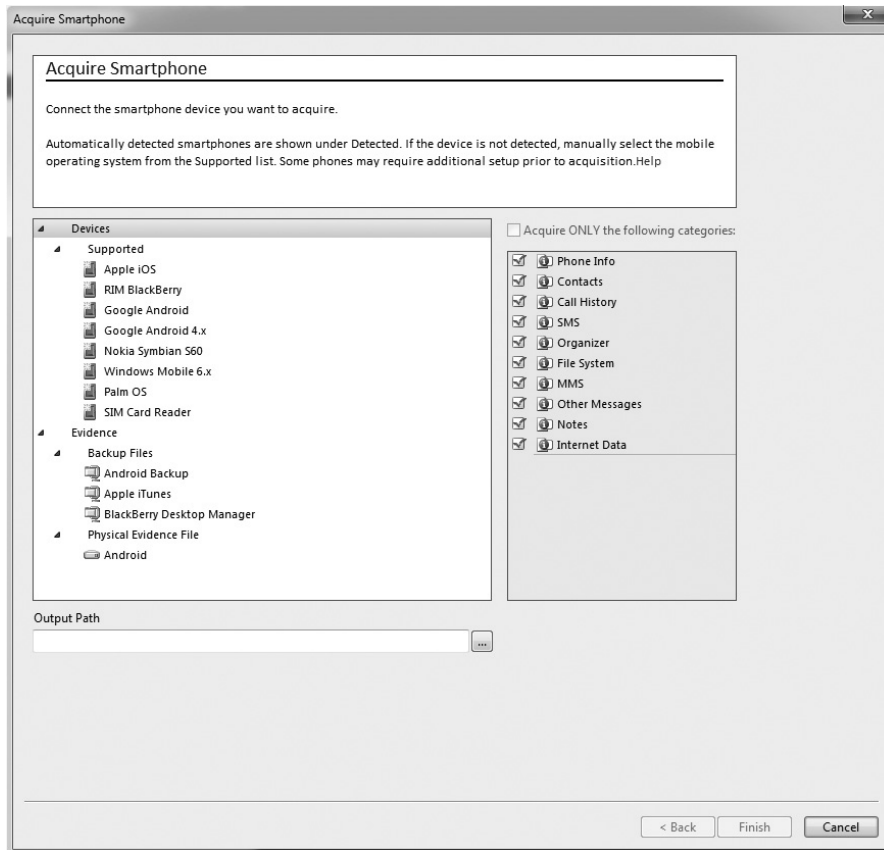 Acquire Smartphone
Acquire Smartphone
Connect the smartphone device you want to acquire.
Automatically detected smartphones are shown under Detected. If the device is not detected, manually select the mobile
operating system from the Supported list. Some phones may require additional setup prior to acquisition.Help
Devices
Supported
Apple iOS
RIM BlackBerry
Google Android
Google Android 4.x
Nokia Symbian S60
Windows Mobile 6.x
Palm OS
SIM Card Reader
Evidence
Backup Files
Android Backup
Apple iTunes
BlackBerry Desktop Manager
Physical Evidence File
Android
Acquire ONLY the following categories:
Phone Info
Contacts
Call History
SMS
Organizer
File System
MMS
Other Messages
Notes
Internet Data
Output Path
...
< Back
Finish
Cancel